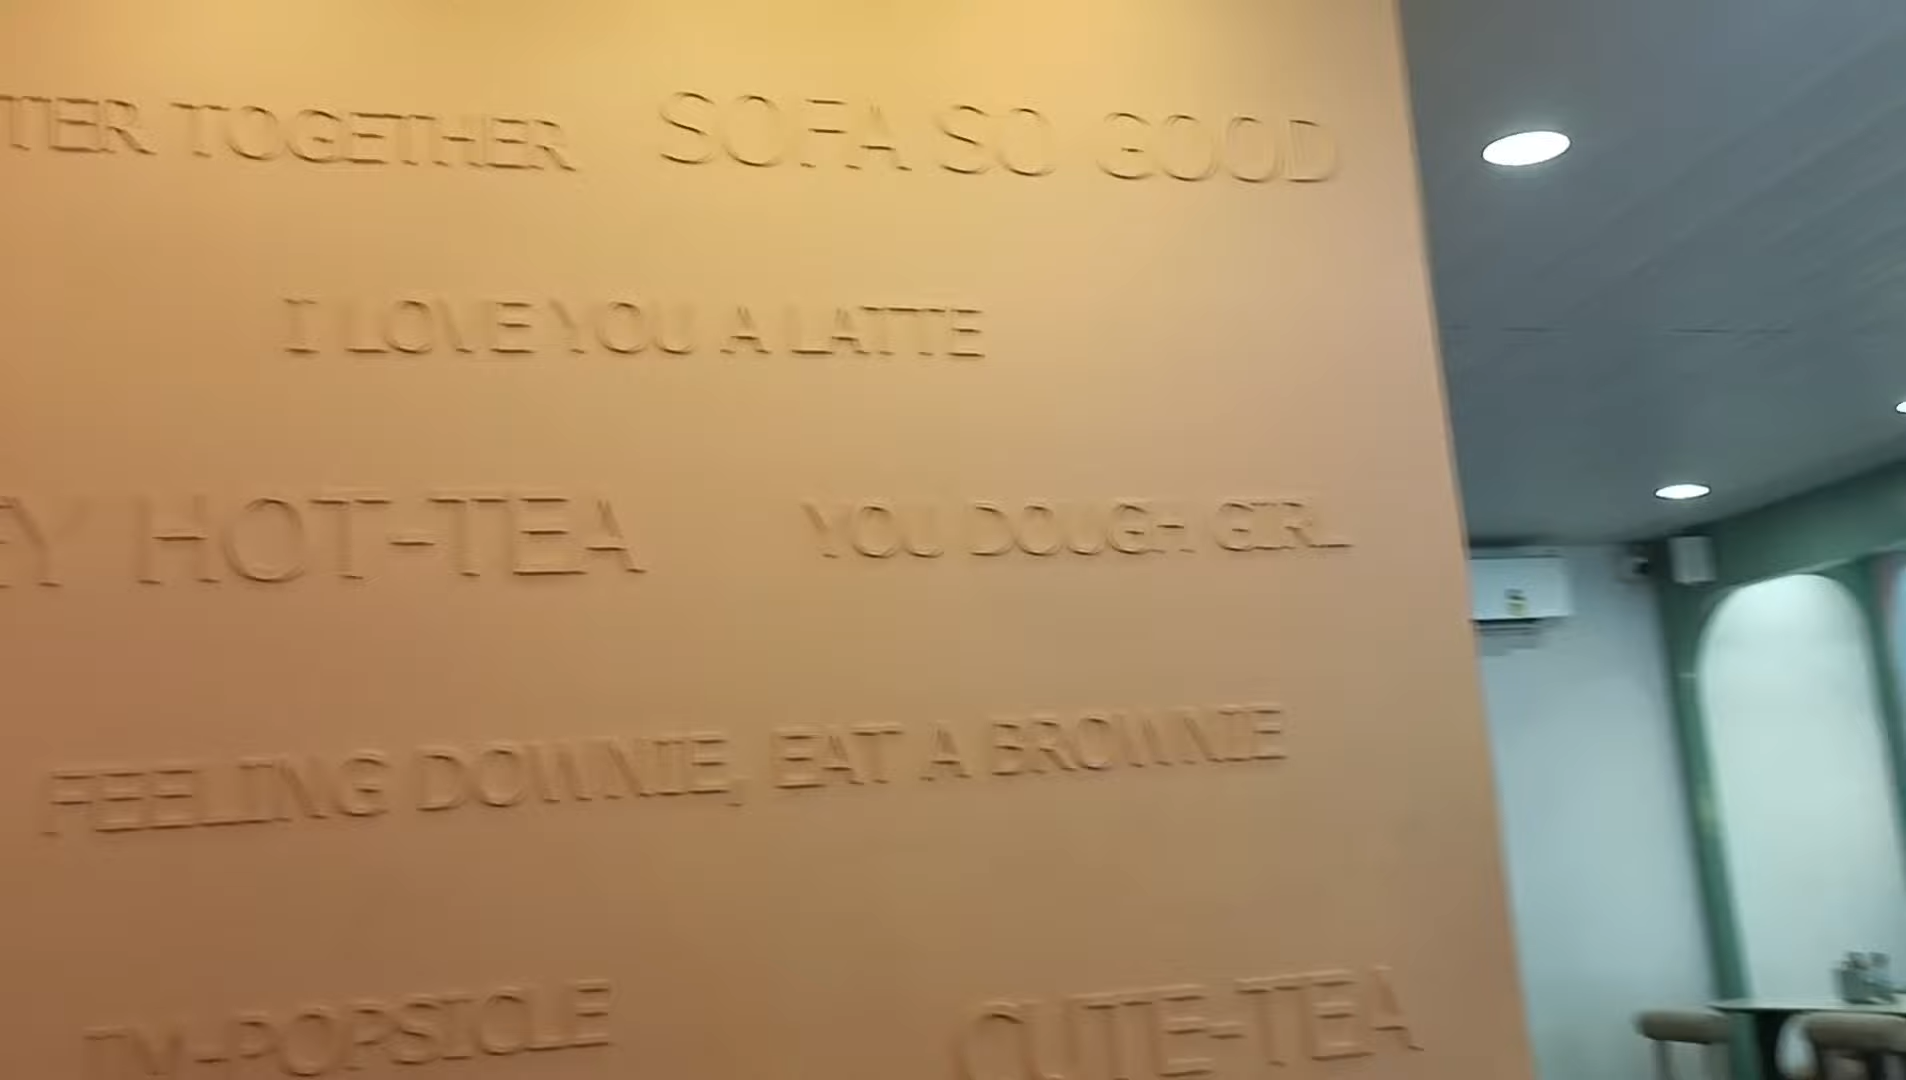 TTER TOGETHER SOFA SO GOOD
I LOVE YOU A LATTE
HOT-TEA YOU DOUGH GIRL
FEELING DOWNIE, EAT A BROWNIE
I'M-POPSICLE CUTE-TEA